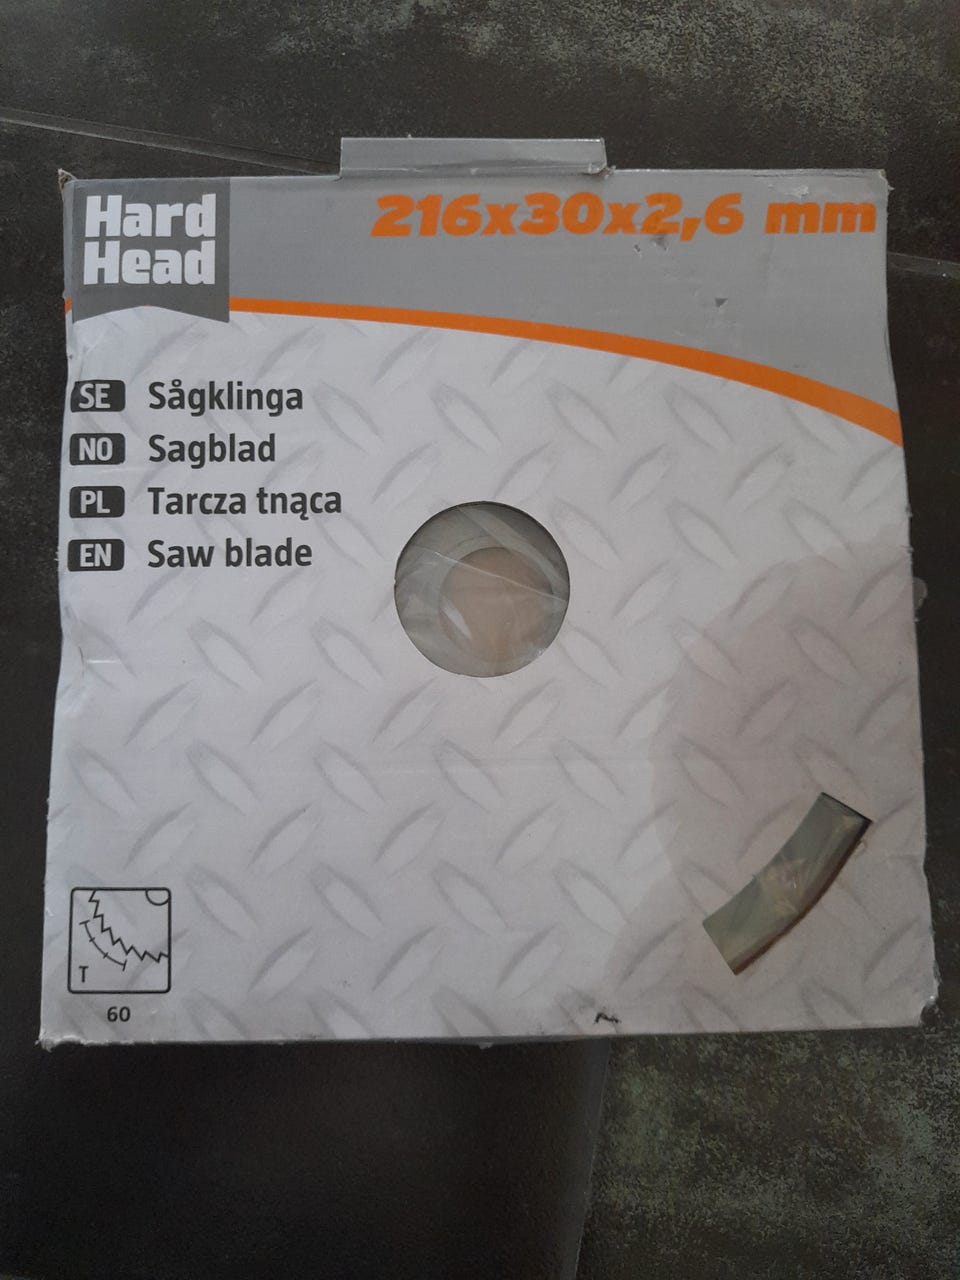 Hard
Head
216x30x2,6 mm
SE Sågklinga
NO Sagblad
PL Tarcza tnąca
EN Saw blade
T
60